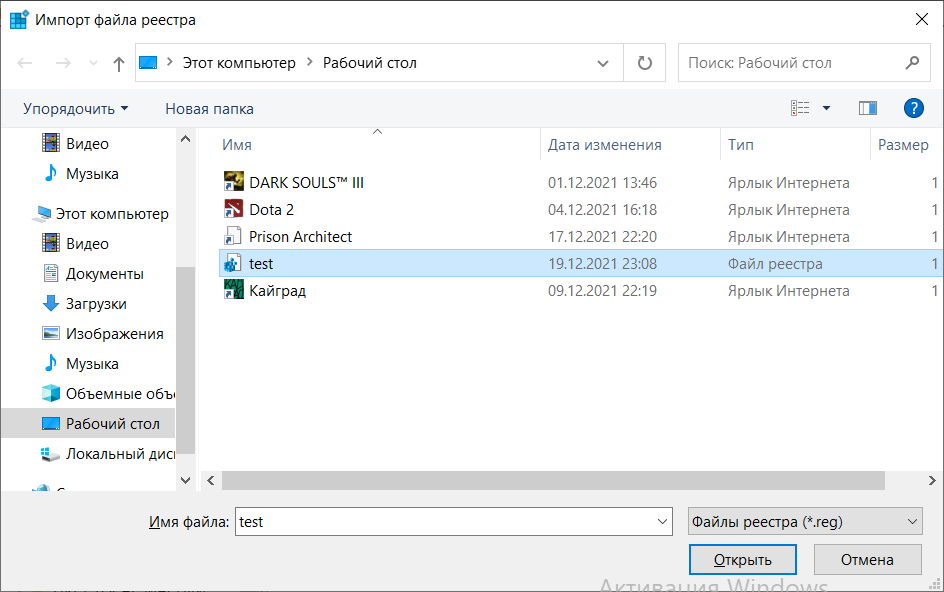 Импорт файла реестра
Этот компьютер Рабочий стол
Поиск: Рабочий стол
Упорядочить Новая папка
Видео
Музыка
Этот компьютер
Видео
Документы
Загрузки
Изображения
Музыка
Объемные объ
Рабочий стол
Локальный дис
Имя Дата изменения Тип Размер
DARK SOULS™ III 01.12.2021 13:46 Ярлык Интернета 1
Dota 2 04.12.2021 16:18 Ярлык Интернета 1
Prison Architect 17.12.2021 22:20 Ярлык Интернета 1
test 19.12.2021 23:08 Файл реестра 1
Кайград 09.12.2021 22:19 Ярлык Интернета 1
Имя файла: test Файлы реестра (*.reg)
Открыть Отмена
Активация Windows